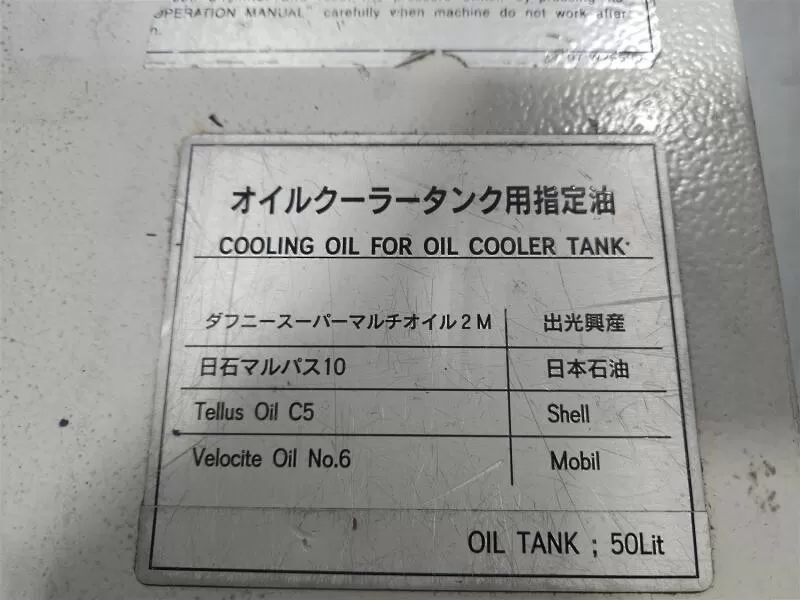 OPERATION MANUAL" carefully when machine do not work after
n.
オイルクーラータンク用指定油
COOLING OIL FOR OIL COOLER TANK
ダフニースーパーマルチオイル2M 出光興産
日石マルパス10 日本石油
Tellus Oil C5 Shell
Velocite Oil No.6 Mobil
OIL TANK ; 50Lit